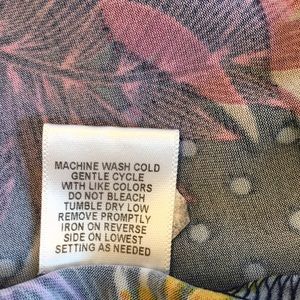 MACHINE WASH COLD
GENTLE CYCLE
WITH LIKE COLORS
DO NOT BLEACH
TUMBLE DRY LOW
REMOVE PROMPTLY
IRON ON REVERSE
SIDE ON LOWEST
SETTING AS NEEDED